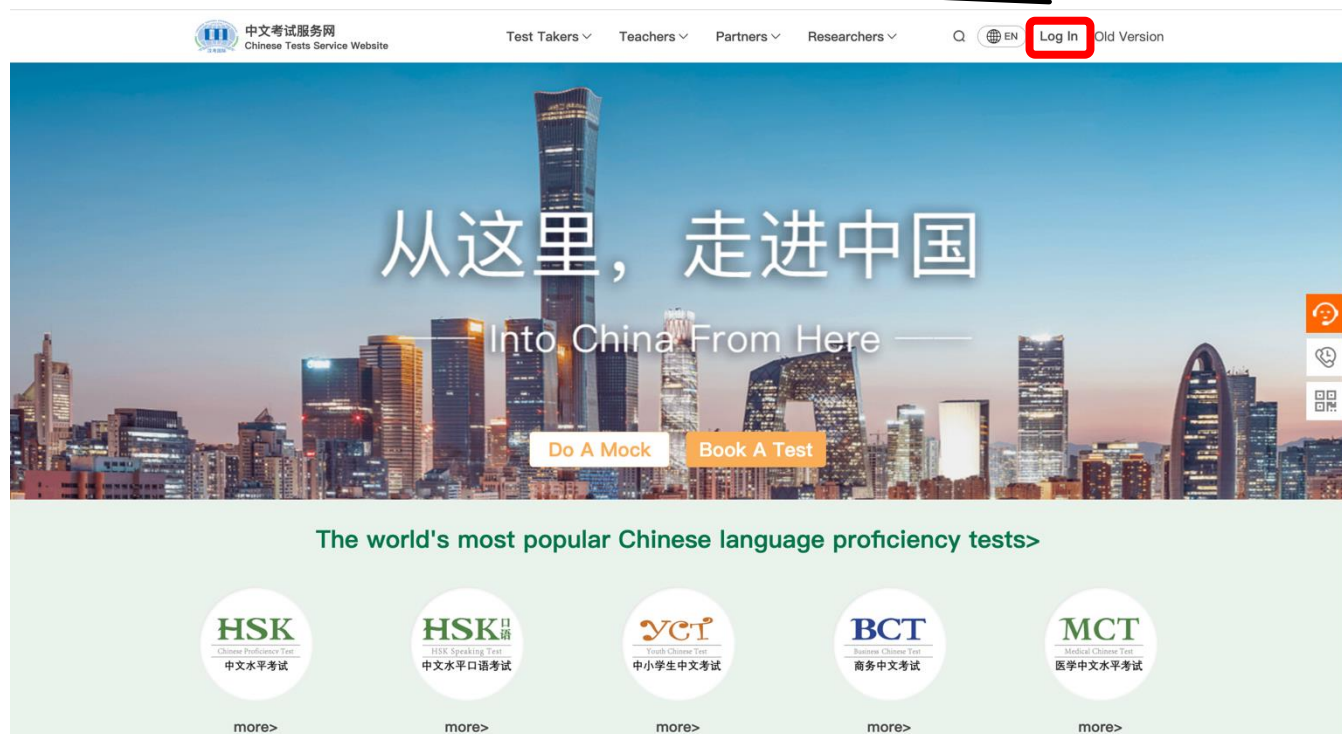 中文考试服务网
Chinese Tests Service Website
Test Takers
Teachers
Partners
Researchers
EN
Log In
Old Version
从这里，走进中国
Into China From Here
Do A Mock
Book A Test
The world's most popular Chinese language proficiency tests>
HSK
Chinese Proficiency Test
中文水平考试
more>
HSK口语
HSK Speaking Test
中文水平口语考试
more>
YCT
Youth Chinese Test
中小学生中文考试
more>
BCT
Business Chinese Test
商务中文考试
more>
MCT
Medical Chinese Test
医学中文水平考试
more>